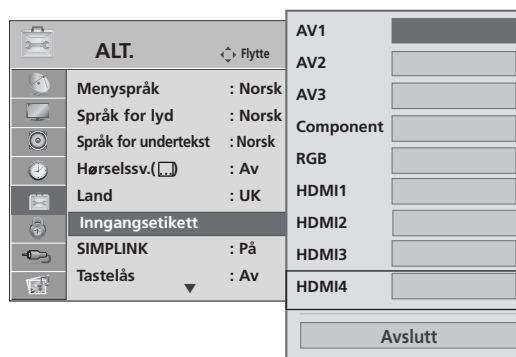 ALT.
Flytte
Menyspråk : Norsk
Språk for lyd : Norsk
Språk for undertekst : Norsk
Hørselssv.( ) : Av
Land : UK
Inngangsetikett
SIMPLINK : På
Tastelås : Av
AV1
AV2
AV3
Component
RGB
HDMI1
HDMI2
HDMI3
HDMI4
Avslutt